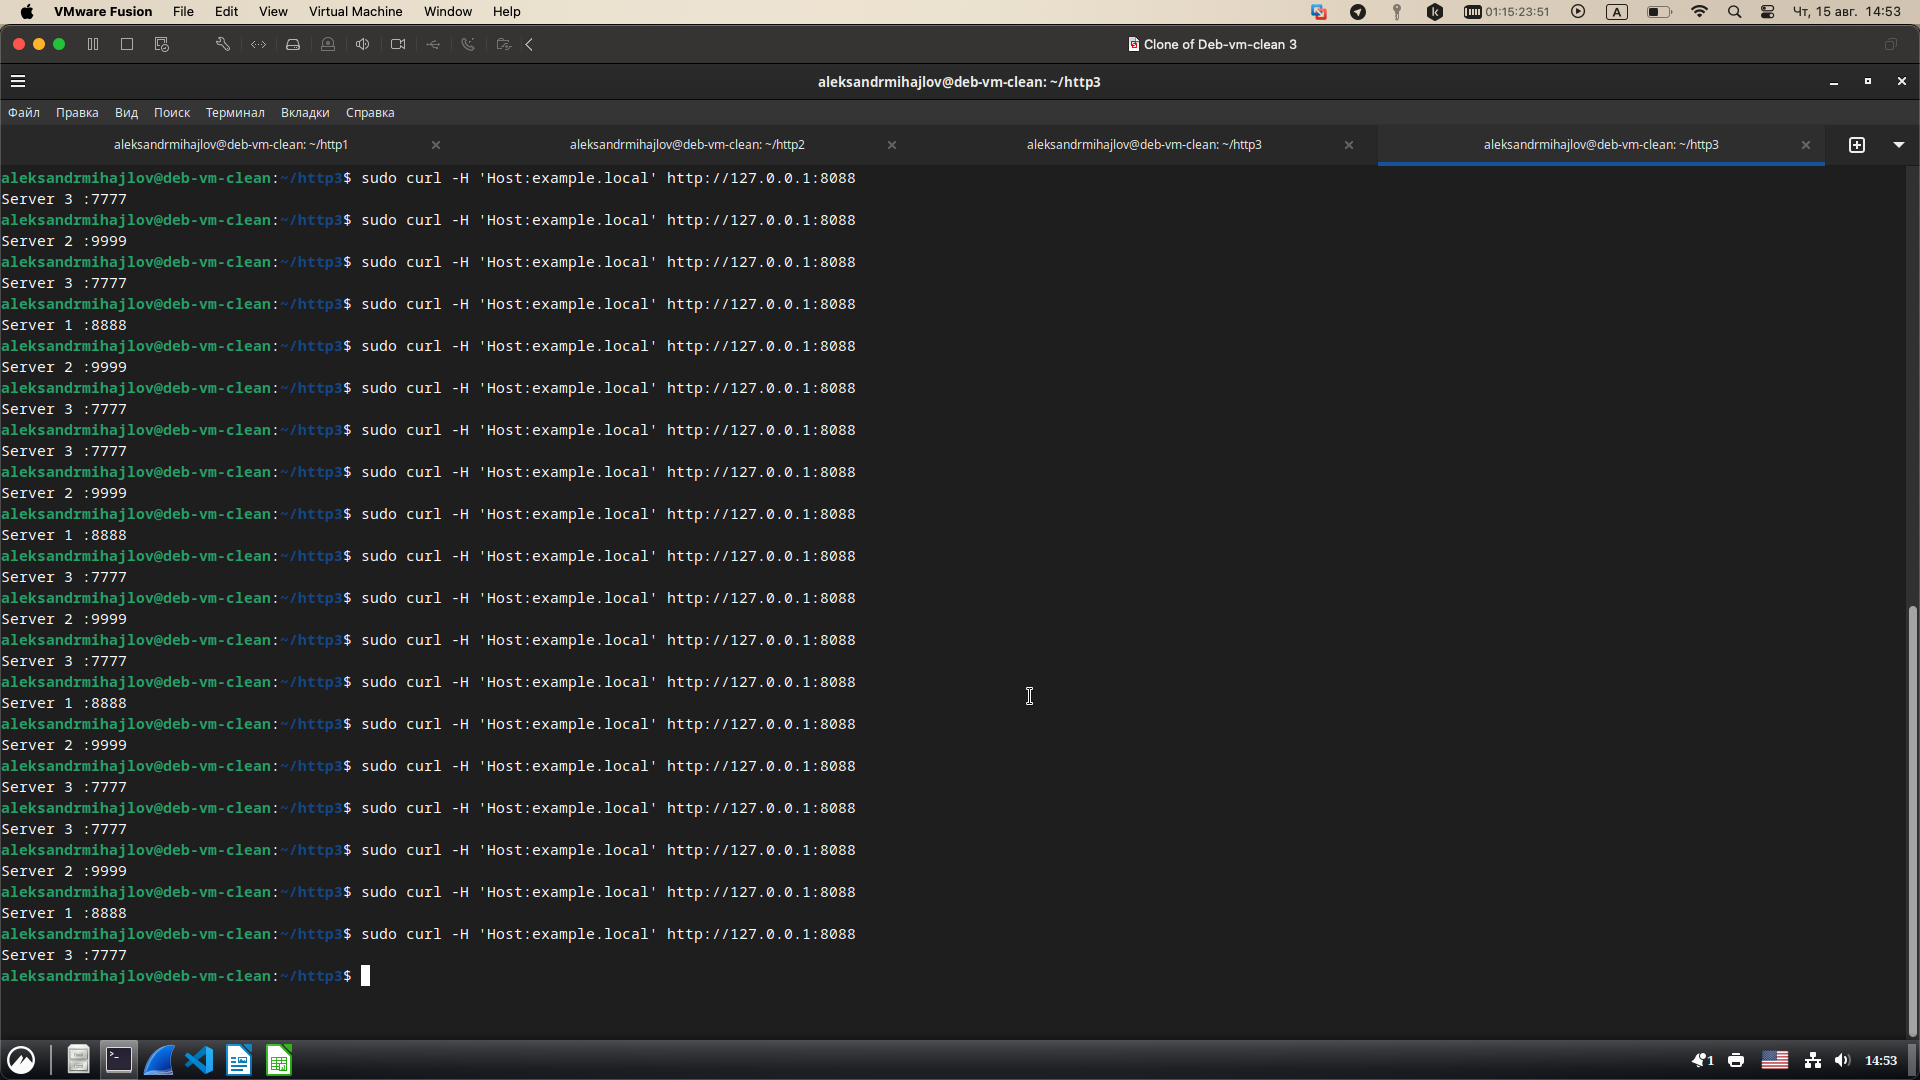 VMware Fusion File Edit View Virtual Machine Window Help 01:15:23:51 A Чт, 15 авг. 14:53
Clone of Deb-vm-clean 3
aleksandrmihajlov@deb-vm-clean: ~/http3
Файл Правка Вид Поиск Терминал Вкладки Справка
aleksandrmihajlov@deb-vm-clean: ~/http1 aleksandrmihajlov@deb-vm-clean: ~/http2 aleksandrmihajlov@deb-vm-clean: ~/http3 aleksandrmihajlov@deb-vm-clean: ~/http3
aleksandrmihajlov@deb-vm-clean:~/http3$ sudo curl -H 'Host:example.local' http://127.0.0.1:8088
Server 3 :7777
aleksandrmihajlov@deb-vm-clean:~/http3$ sudo curl -H 'Host:example.local' http://127.0.0.1:8088
Server 2 :9999
aleksandrmihajlov@deb-vm-clean:~/http3$ sudo curl -H 'Host:example.local' http://127.0.0.1:8088
Server 3 :7777
aleksandrmihajlov@deb-vm-clean:~/http3$ sudo curl -H 'Host:example.local' http://127.0.0.1:8088
Server 1 :8888
aleksandrmihajlov@deb-vm-clean:~/http3$ sudo curl -H 'Host:example.local' http://127.0.0.1:8088
Server 2 :9999
aleksandrmihajlov@deb-vm-clean:~/http3$ sudo curl -H 'Host:example.local' http://127.0.0.1:8088
Server 3 :7777
aleksandrmihajlov@deb-vm-clean:~/http3$ sudo curl -H 'Host:example.local' http://127.0.0.1:8088
Server 3 :7777
aleksandrmihajlov@deb-vm-clean:~/http3$ sudo curl -H 'Host:example.local' http://127.0.0.1:8088
Server 2 :9999
aleksandrmihajlov@deb-vm-clean:~/http3$ sudo curl -H 'Host:example.local' http://127.0.0.1:8088
Server 1 :8888
aleksandrmihajlov@deb-vm-clean:~/http3$ sudo curl -H 'Host:example.local' http://127.0.0.1:8088
Server 3 :7777
aleksandrmihajlov@deb-vm-clean:~/http3$ sudo curl -H 'Host:example.local' http://127.0.0.1:8088
Server 2 :9999
aleksandrmihajlov@deb-vm-clean:~/http3$ sudo curl -H 'Host:example.local' http://127.0.0.1:8088
Server 3 :7777
aleksandrmihajlov@deb-vm-clean:~/http3$ sudo curl -H 'Host:example.local' http://127.0.0.1:8088
Server 1 :8888
aleksandrmihajlov@deb-vm-clean:~/http3$ sudo curl -H 'Host:example.local' http://127.0.0.1:8088
Server 2 :9999
aleksandrmihajlov@deb-vm-clean:~/http3$ sudo curl -H 'Host:example.local' http://127.0.0.1:8088
Server 3 :7777
aleksandrmihajlov@deb-vm-clean:~/http3$ sudo curl -H 'Host:example.local' http://127.0.0.1:8088
Server 3 :7777
aleksandrmihajlov@deb-vm-clean:~/http3$ sudo curl -H 'Host:example.local' http://127.0.0.1:8088
Server 2 :9999
aleksandrmihajlov@deb-vm-clean:~/http3$ sudo curl -H 'Host:example.local' http://127.0.0.1:8088
Server 1 :8888
aleksandrmihajlov@deb-vm-clean:~/http3$ sudo curl -H 'Host:example.local' http://127.0.0.1:8088
Server 3 :7777
aleksandrmihajlov@deb-vm-clean:~/http3$
1 14:53